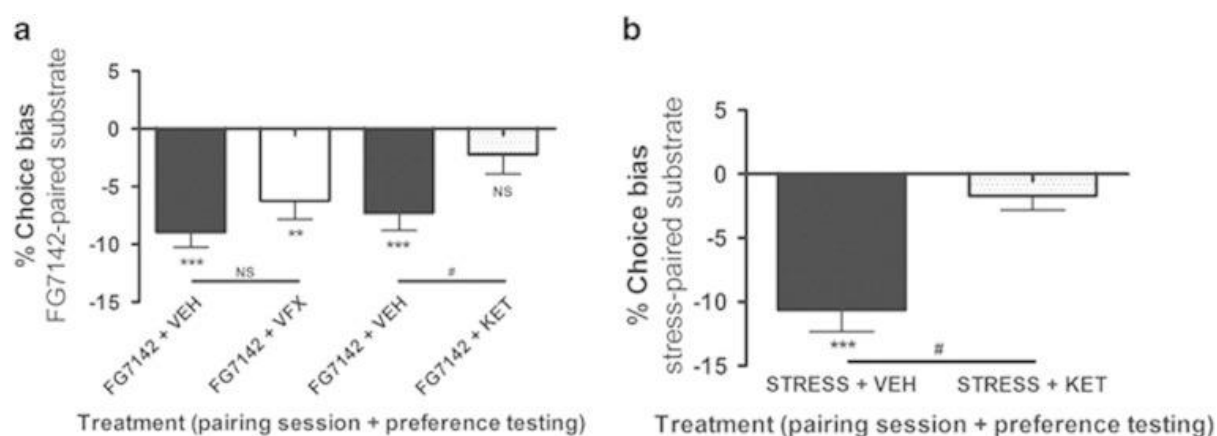 a
% Choice bias
FG7142-paired substrate
5
0
-5
-10
-15
***
**
***
NS
NS
#
FG7142 + VEH
FG7142 + VFX
FG7142 + VEH
FG7142 + KET
Treatment (pairing session + preference testing)
b
% Choice bias
stress-paired substrate
5
0
-5
-10
-15
***
#
STRESS + VEH
STRESS + KET
Treatment (pairing session + preference testing)